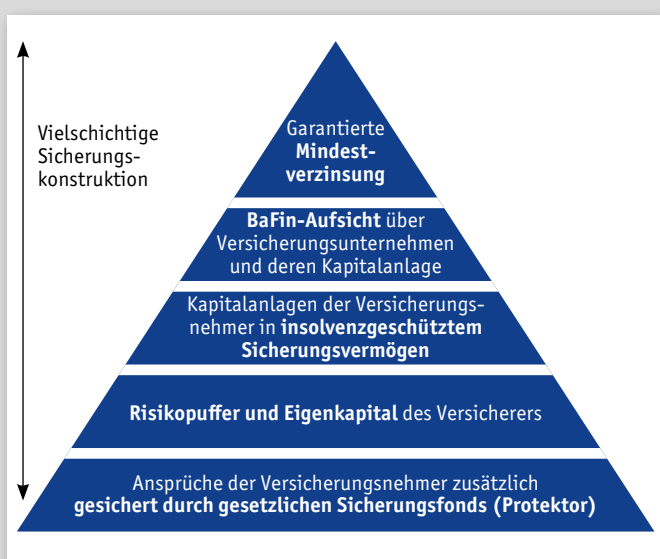 Vielschichtige
Sicherungs-
konstruktion
Garantierte
Mindest-
verzinsung
BaFin-Aufsicht über
Versicherungsunternehmen
und deren Kapitalanlage
Kapitalanlagen der Versicherungs-
nehmer in insolvenzgeschütztem
Sicherungsvermögen
Risikopuffer und Eigenkapital des Versicherers
Ansprüche der Versicherungsnehmer zusätzlich
gesichert durch gesetzlichen Sicherungsfonds (Protektor)